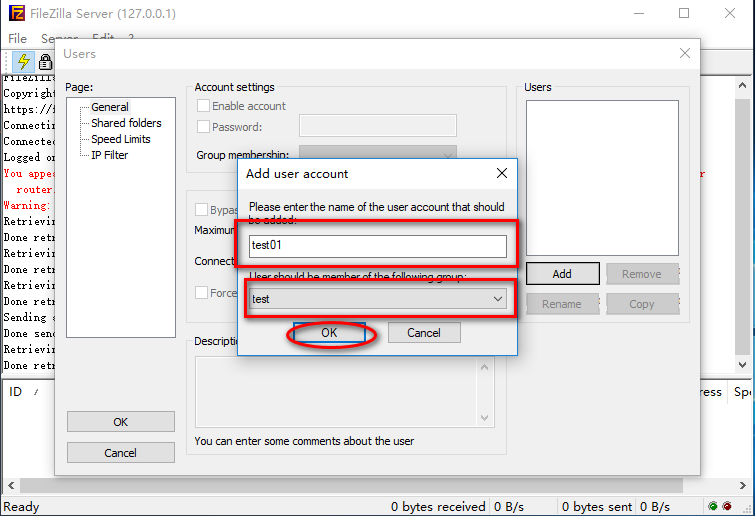 FileZilla Server (127.0.0.1)
File Server Edit ?
Users
FileZilla
Copyright
https://f
Connectin
Connected
Logged on
You appea
router.
Warning:
Retrievin
Done retr
Retrievin
Done retr
Retrievin
Done retr
Sending
Done send
Retrievin
Done retr
Page:
General
Shared folders
Speed Limits
IP Filter
OK
Cancel
Account settings
Enable account
Password:
Group membership:
Bypas
Maximum
Connect
Force
Descriptio
You can enter some comments about the user
Users
Add
Remove
Rename
Copy
Add user account
Please enter the name of the user account that should
be added:
test01
User should be member of the following group:
test
OK
Cancel
ID /
ress Spe
Ready
0 bytes received 0 B/s
0 bytes sent 0 B/s